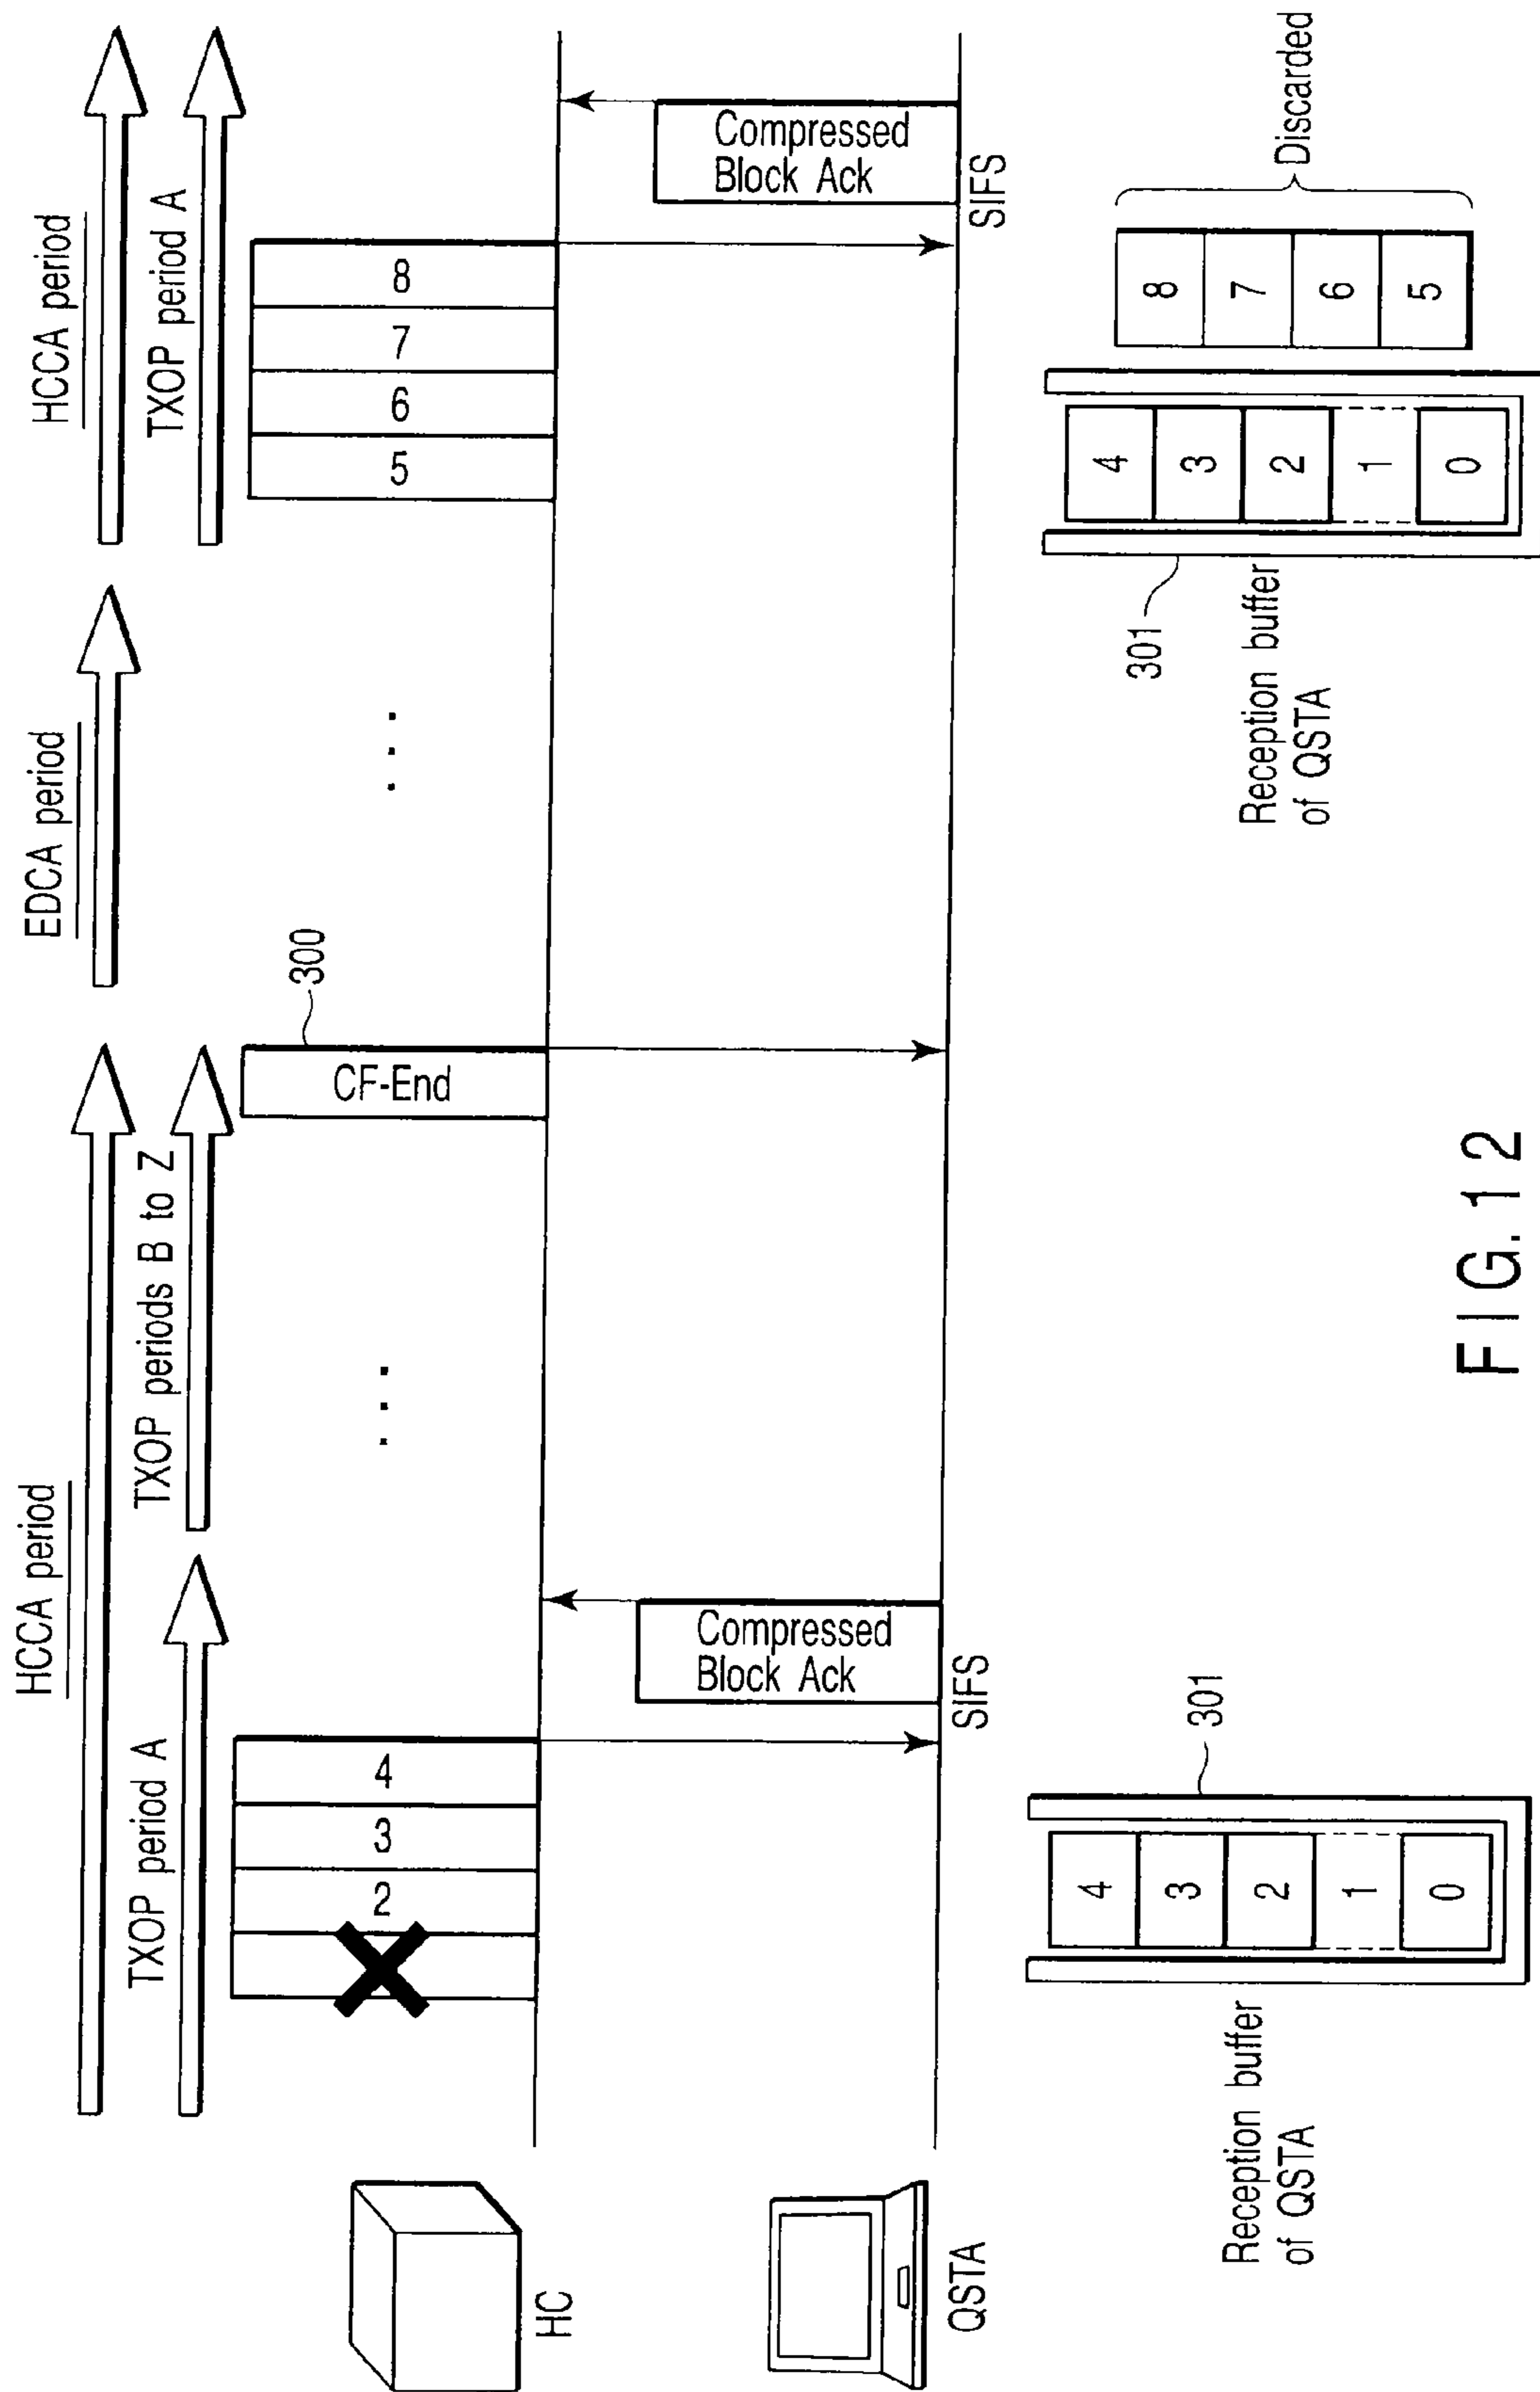 HCCA period
EDCA period
HCCA period
TXOP period A
TXOP periods B to Z
TXOP period A
2
3
4
. . .
CF-End
300
. . .
5
6
7
8
HC
Compressed
Block Ack
Compressed
Block Ack
QSTA
SIFS
SIFS
Reception buffer
of QSTA
4
3
2
1
0
301
Reception buffer
of QSTA
301
4
3
2
1
0
8
7
6
5
Discarded
FIG. 12